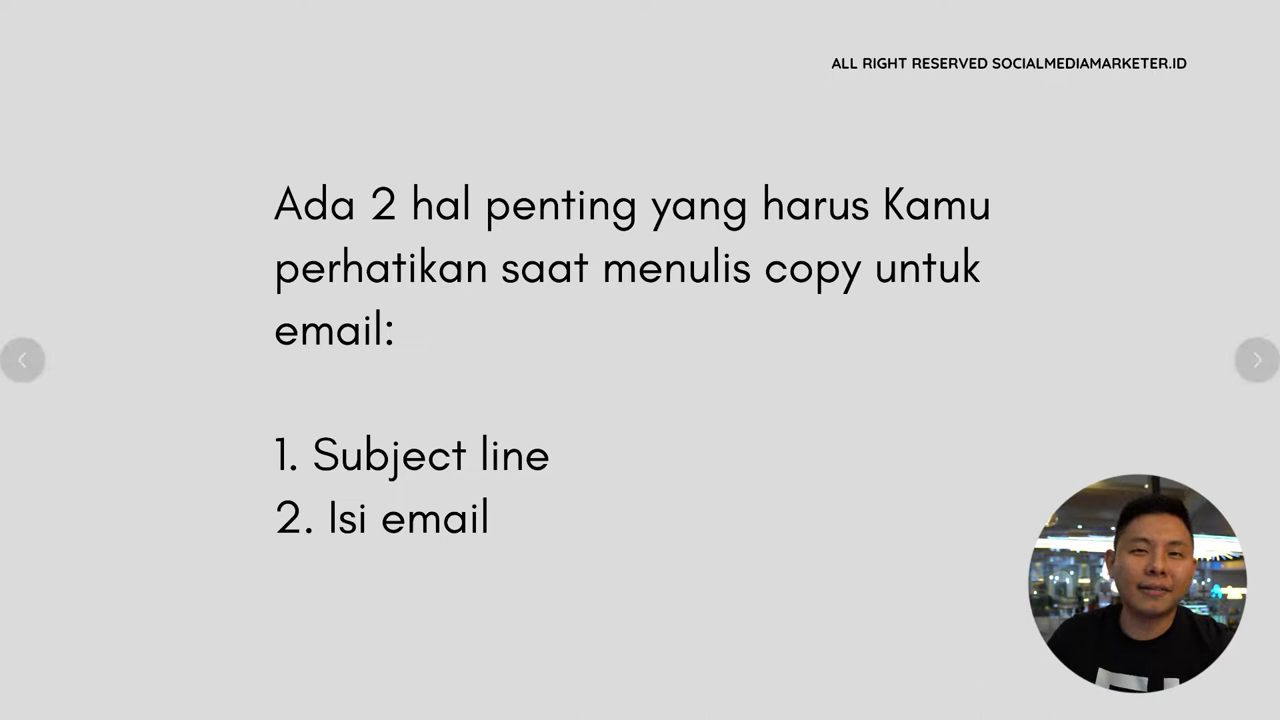 ALL RIGHT RESERVED SOCIALMEDIAMARKETER.ID
Ada 2 hal penting yang harus Kamu
perhatikan saat menulis copy untuk
email:
1. Subject line
2. Isi email